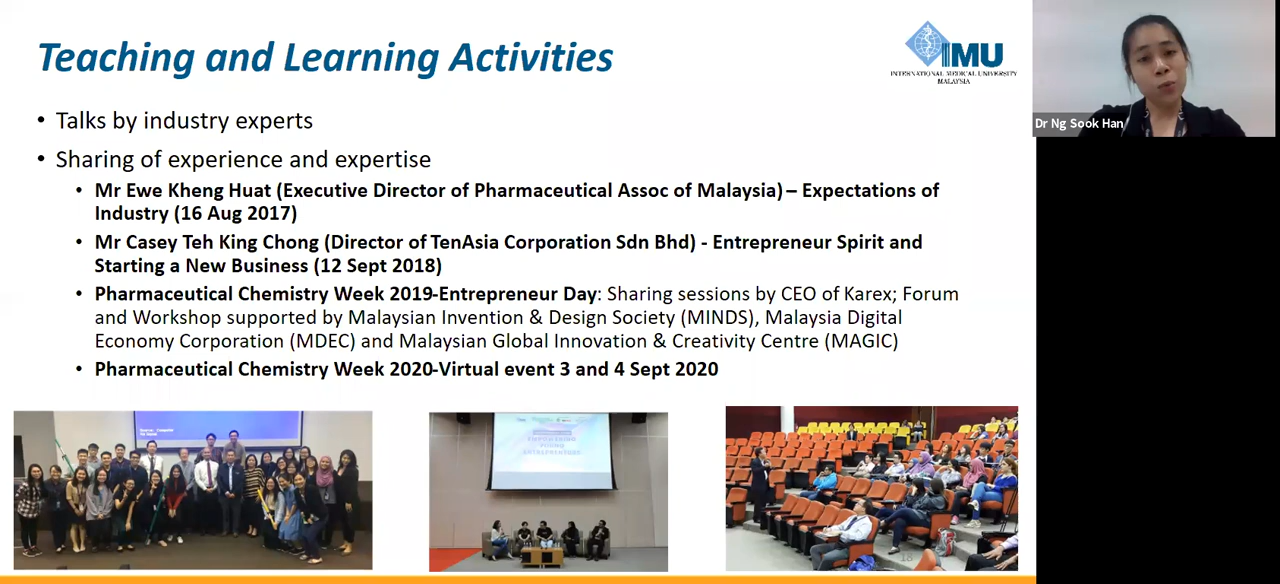 Teaching and Learning Activities
IMU
INTERNATIONAL MEDICAL UNIVERSITY
MALAYSIA
Dr Ng Sook Han
• Talks by industry experts
• Sharing of experience and expertise
• Mr Ewe Kheng Huat (Executive Director of Pharmaceutical Assoc of Malaysia) – Expectations of
Industry (16 Aug 2017)
• Mr Casey Teh King Chong (Director of TenAsia Corporation Sdn Bhd) - Entrepreneur Spirit and
Starting a New Business (12 Sept 2018)
• Pharmaceutical Chemistry Week 2019-Entrepreneur Day: Sharing sessions by CEO of Karex; Forum
and Workshop supported by Malaysian Invention & Design Society (MINDS), Malaysia Digital
Economy Corporation (MDEC) and Malaysian Global Innovation & Creativity Centre (MAGIC)
• Pharmaceutical Chemistry Week 2020-Virtual event 3 and 4 Sept 2020
EMPOWERING
YOUNG
ENTREPRENEURS
18